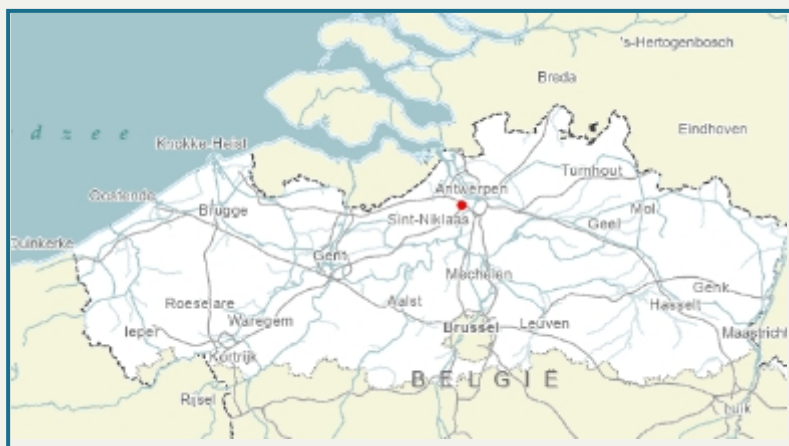 's-Hertogenbosch
Breda
Eindhoven
d z e e
Knokke-Heist
Turnhout
Antwerpen
Oostende
Brugge
Mol
Sint-Niklaas
Geel
Duinkerke
Gent
Mechelen
Genk
Roeselare
Aalst
Hasselt
Waregem
Brussel
Leuven
Ieper
Maastricht
Kortrijk
BELGIË
Rijsel
Luik